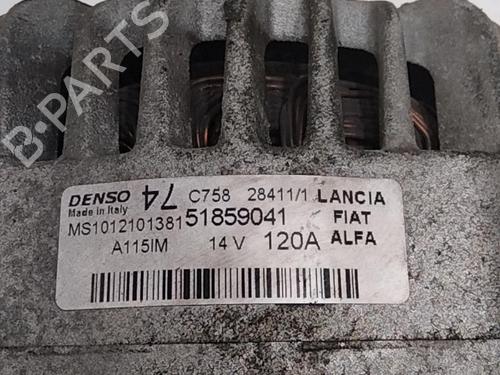 B-PARTS
DENSO 74 C758 28411/1 LANCIA
Made in Italy
MS1012101381 51859041 FIAT
A115IM 14 V 120A ALFA